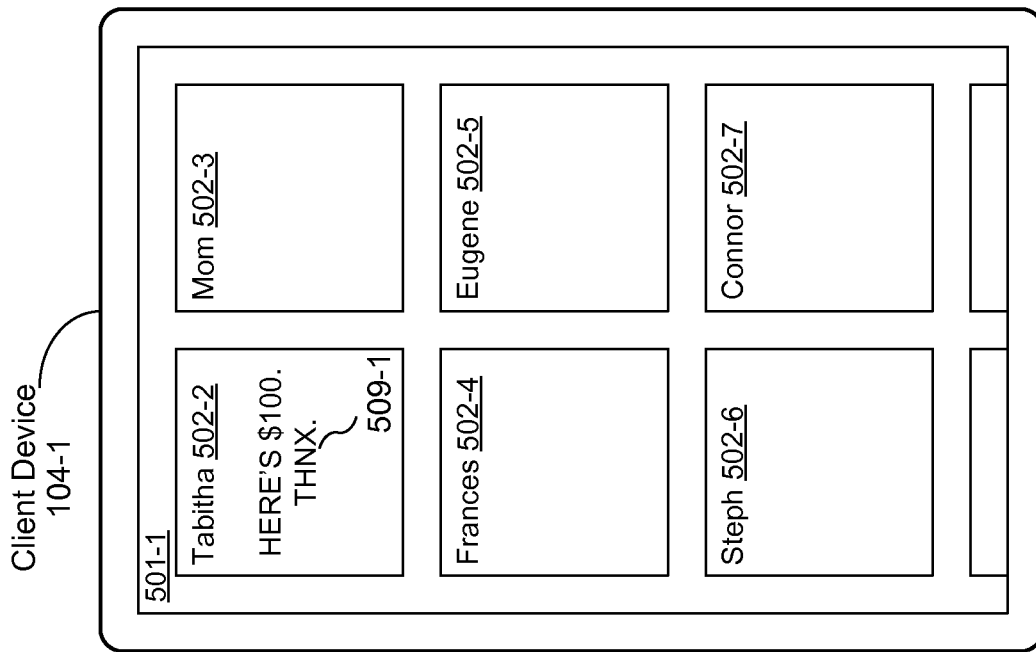 Client Device
104-1
501-1
Tabitha 502-2
HERE'S $100.
THNX.
509-1
Mom 502-3
Frances 502-4
Eugene 502-5
Steph 502-6
Connor 502-7